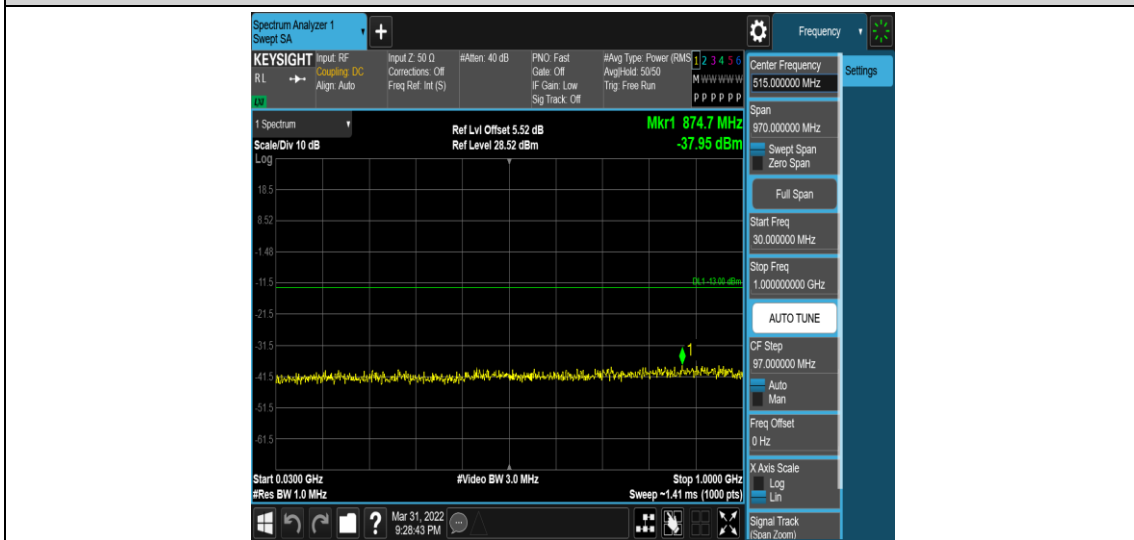 Spectrum Analyzer 1
Swept SA
+
Frequency
KEYSIGHT
RL
LXI
Input: RF
Coupling: DC
Align: Auto
Input Z: 50 Ω
Corrections: Off
Freq Ref: Int (S)
#Atten: 40 dB
PNO: Fast
Gate: Off
IF Gain: Low
Sig Track: Off
#Avg Type: Power (RMS
Avg|Hold: 50/50
Trig: Free Run
1 2 3 4 5 6
M W W W W W
P P P P P P
1 Spectrum
Scale/Div 10 dB
Log
Ref Lvl Offset 5.52 dB
Ref Level 28.52 dBm
Mkr1 874.7 MHz
-37.95 dBm
18.5
8.52
-1.48
-11.5
DL1 -13.00 dBm
-21.5
-31.5
1
-41.5
-51.5
-61.5
Start 0.0300 GHz
#Video BW 3.0 MHz
Stop 1.0000 GHz
#Res BW 1.0 MHz
Sweep ~1.41 ms (1000 pts)
?
Mar 31, 2022
9:28:43 PM
Center Frequency
515.000000 MHz
Settings
Span
970.000000 MHz
Swept Span
Zero Span
Full Span
Start Freq
30.000000 MHz
Stop Freq
1.000000000 GHz
AUTO TUNE
CF Step
97.000000 MHz
Auto
Man
Freq Offset
0 Hz
X Axis Scale
Log
Lin
Signal Track
(Span Zoom)